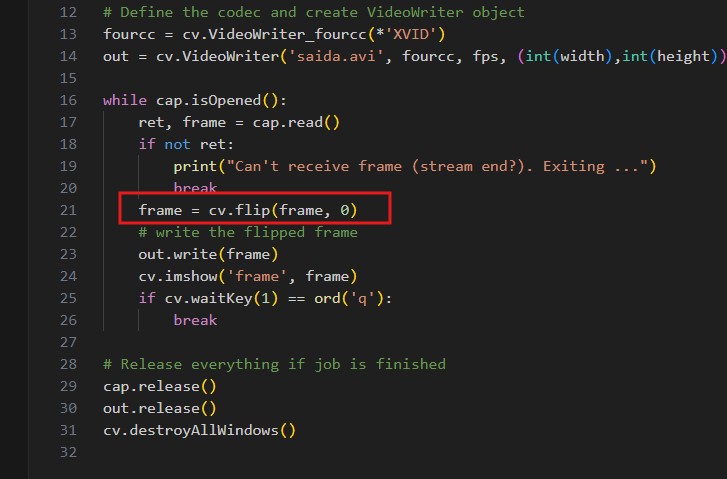 12 # Define the codec and create VideoWriter object
13 fourcc = cv.VideoWriter_fourcc(*'XVID')
14 out = cv.VideoWriter('saida.avi', fourcc, fps, (int(width),int(height))
15
16 while cap.isOpened():
17     ret, frame = cap.read()
18     if not ret:
19         print("Can't receive frame (stream end?). Exiting ...")
20         break
21     frame = cv.flip(frame, 0)
22     # write the flipped frame
23     out.write(frame)
24     cv.imshow('frame', frame)
25     if cv.waitKey(1) == ord('q'):
26         break
27
28 # Release everything if job is finished
29 cap.release()
30 out.release()
31 cv.destroyAllWindows()
32